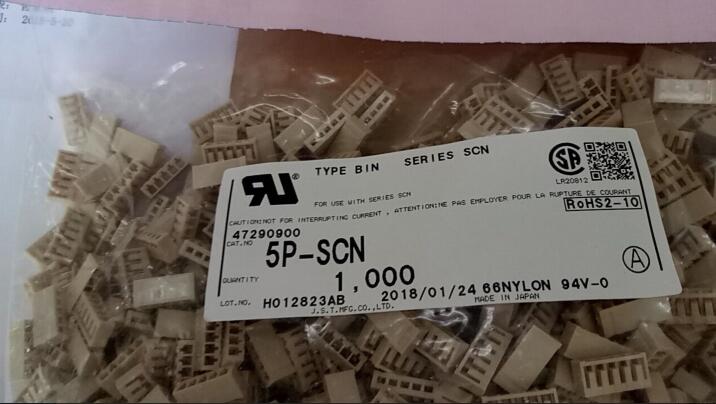 TYPE BIN SERIES SCN
FOR USE WITH SERIES SCN
LR20812
CAUTION:NOT FOR INTERRUPTING CURRENT , ATTENTION:NE PAS EMPLOYER POUR LA RUPTURE DE COURANT
RoHS2-10
47290900
CAT.NO 5P-SCN
QUANTITY 1,000
A
LOT.NO. H012823AB 2018/01/24 66NYLON 94V-0
J.S.T.MFG.CO.,LTD. MADE IN JAPAN